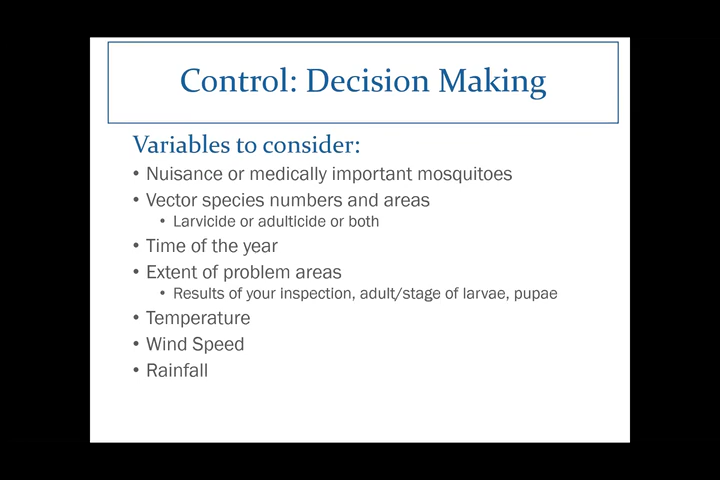 Control: Decision Making
Variables to consider:
• Nuisance or medically important mosquitoes
• Vector species numbers and areas
• Larvicide or adulticide or both
• Time of the year
• Extent of problem areas
• Results of your inspection, adult/stage of larvae, pupae
• Temperature
• Wind Speed
• Rainfall